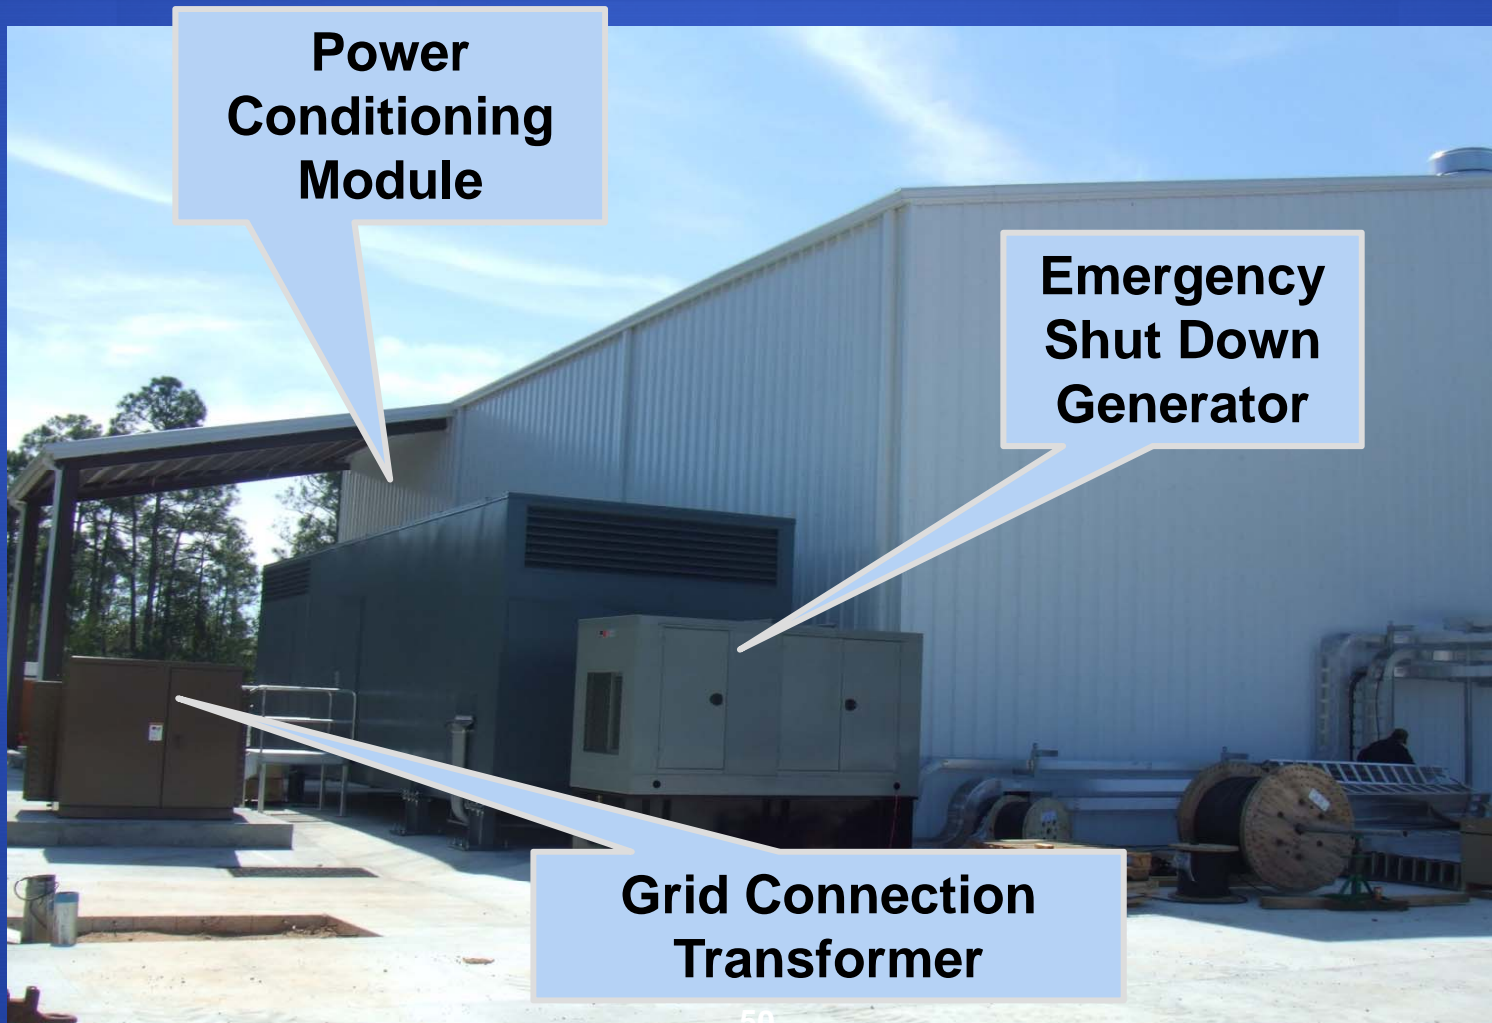 Power
Conditioning
Module
Emergency
Shut Down
Generator
Grid Connection
Transformer